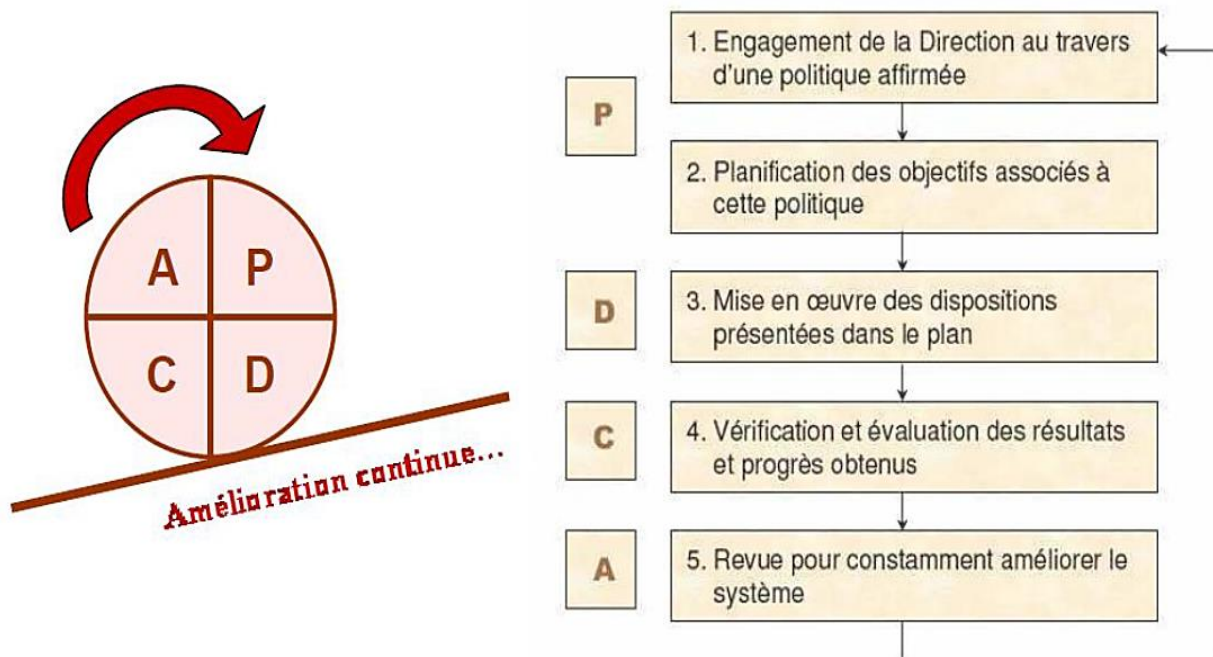 A P
C D
Amélioration continue...
P
1. Engagement de la Direction au travers
d'une politique affirmée
2. Planification des objectifs associés à
cette politique
D
3. Mise en œuvre des dispositions
présentées dans le plan
C
4. Vérification et évaluation des résultats
et progrès obtenus
A
5. Revue pour constamment améliorer le
système